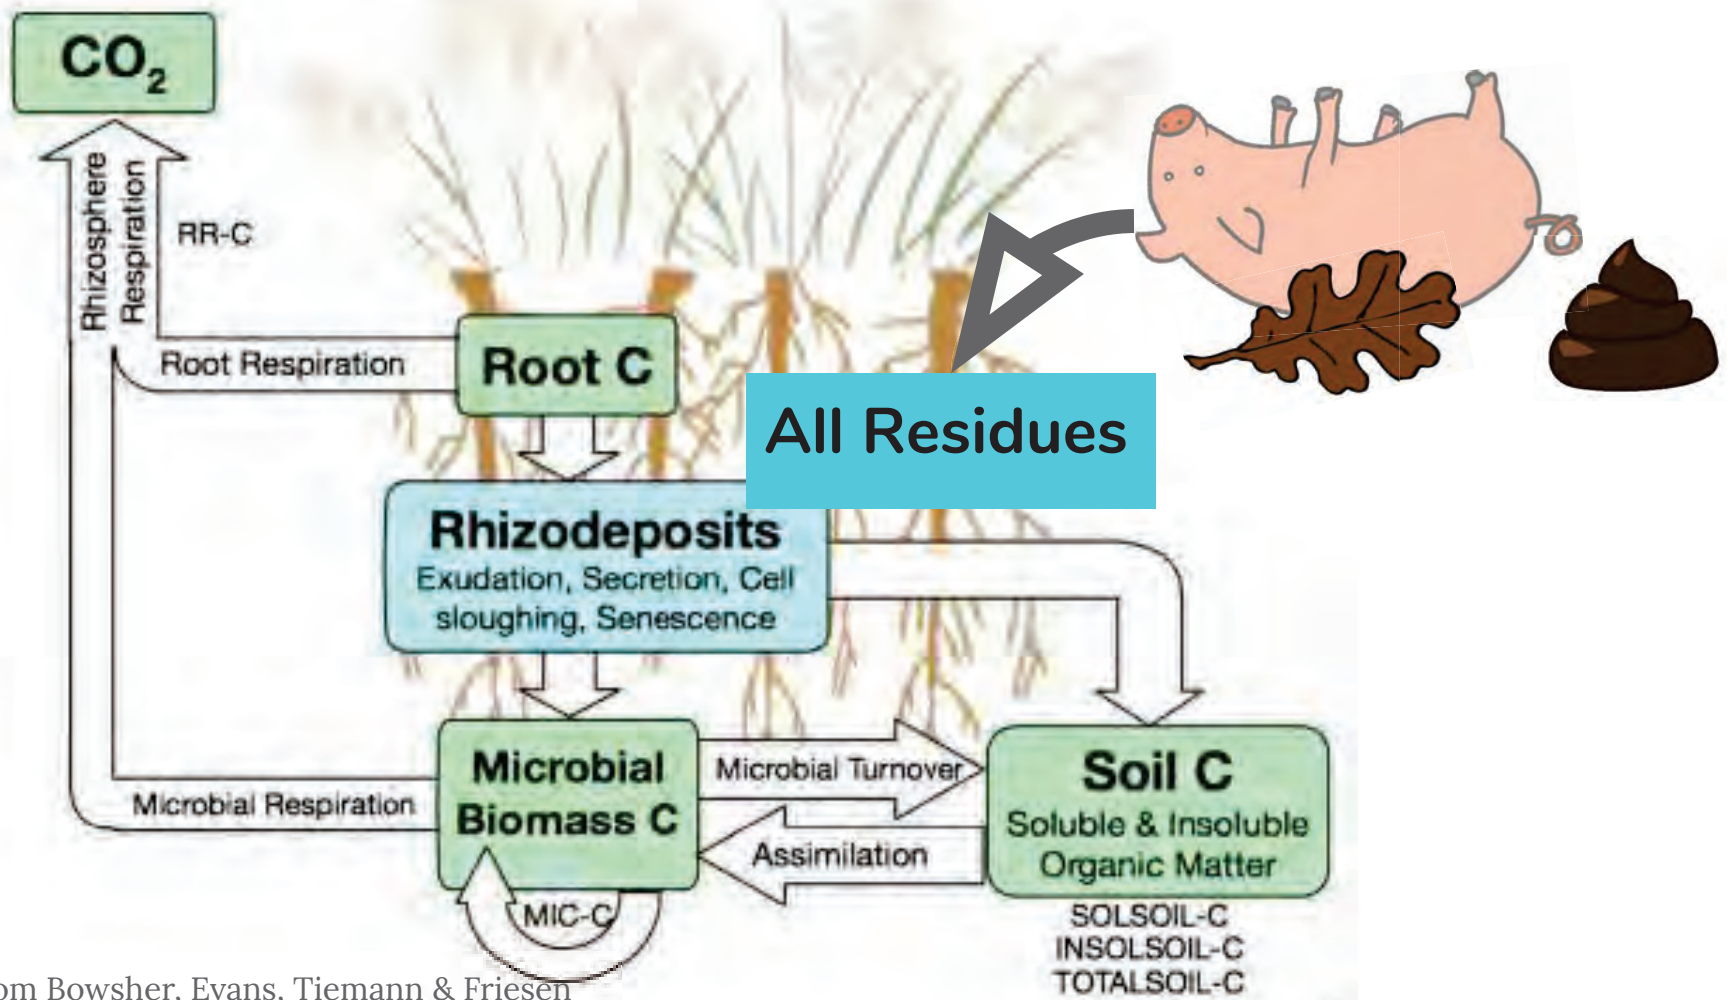 CO2
Rhizosphere
Respiration
RR-C
Root Respiration
Root C
All Residues
Rhizodeposits
Exudation, Secretion, Cell
sloughing, Senescence
Microbial
Biomass C
Microbial Turnover
Soil C
Soluble & Insoluble
Organic Matter
Microbial Respiration
Assimilation
MIC-C
SOLSOIL-C
INSOLSOIL-C
TOTALSOIL-C
om Bowsher, Evans, Tiemann & Friesen